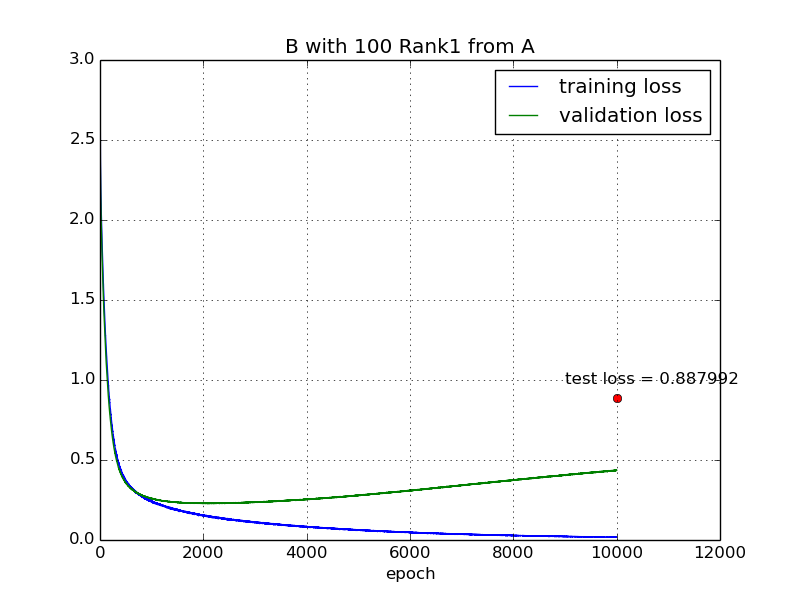 B with 100 Rank1 from A
3.0
training loss
validation loss
2.5
2.0
1.5
1.0
test loss = 0.887992
0.5
0.0
0 2000 4000 6000 8000 10000 12000
epoch